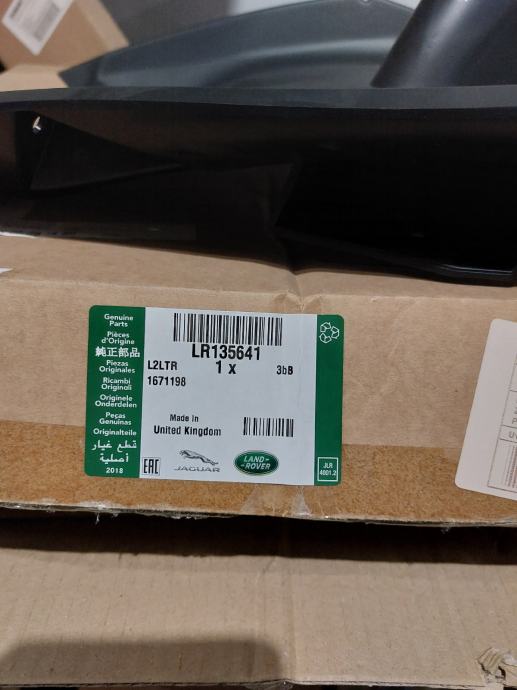 Genuine
Parts
Pièces
d'Origine
純正部品
Piezas
Originales
Ricambi
Originali
Originele
Onderdelen
Peças
Genuínas
Originalteile
قطع غيار
أصلية
2018
LR135641
L2LTR
1 x
3bB
1671198
Made in
United Kingdom
EAC
JAGUAR
LAND-
ROVER
JLR
4001.2